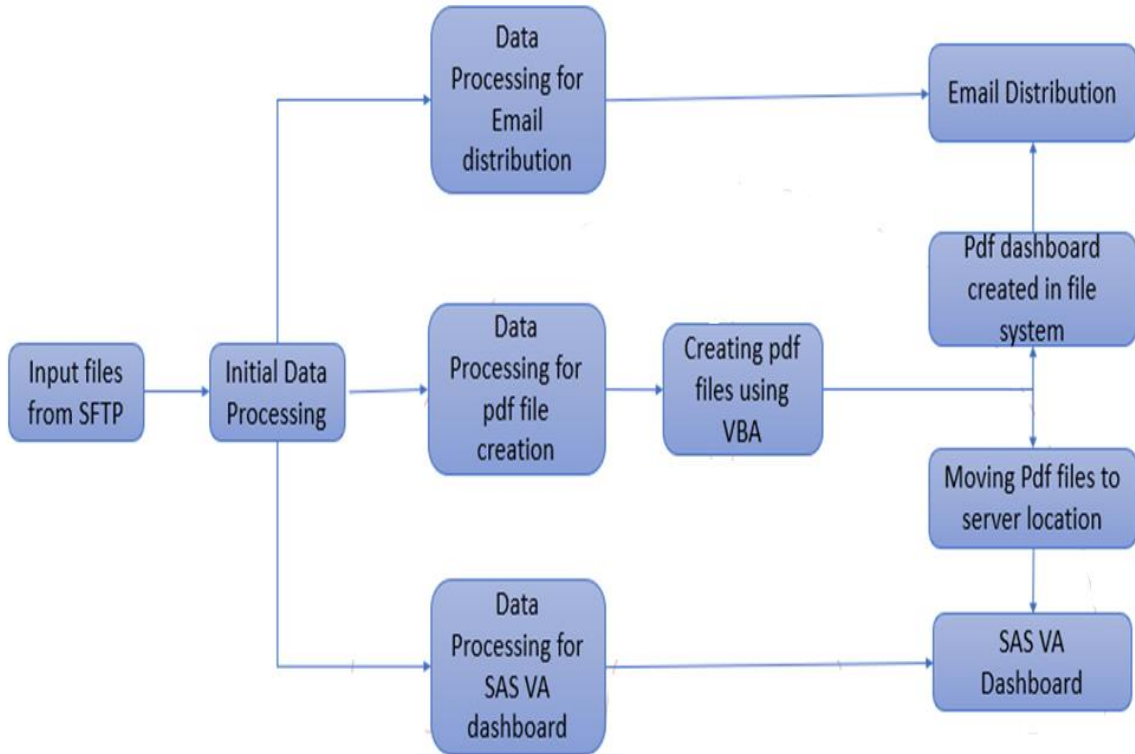 Data
Processing for
Email
distribution
Email Distribution
Pdf dashboard
created in file
system
Input files
from SFTP
Initial Data
Processing
Data
Processing for
pdf file
creation
Creating pdf
files using
VBA
Moving Pdf files to
server location
Data
Processing for
SAS VA
dashboard
SAS VA
Dashboard